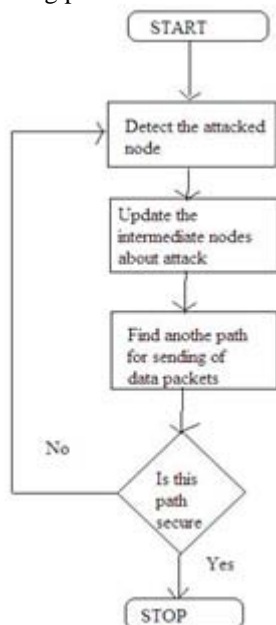 START
Detect the attacked
node
Update the
intermediate nodes
about attack
Find anothe path
for sending of
data packets
No
Is this
path
secure
Yes
STOP